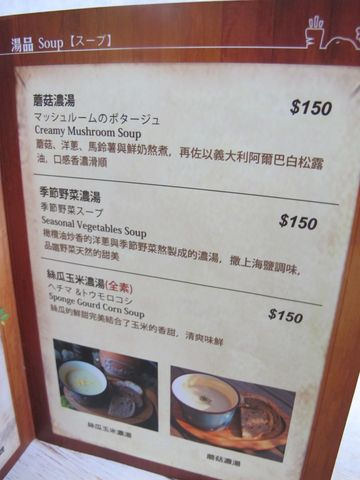 湯品 Soup【スープ】
蘑菇濃湯
$150
マッシュルームのポタージュ
Creamy Mushroom Soup
蘑菇、洋蔥、馬鈴薯與鮮奶熬煮，再佐以義大利阿爾巴白松露
油，口感香濃滑順
季節野菜濃湯
$150
季節野菜スープ
Seasonal Vegetables Soup
橄欖油炒香的洋蔥與季節野菜熬製成的濃湯，撒上海鹽調味，
品嚐野菜天然的甜美
絲瓜玉米濃湯(全素)
$150
ヘチマ &トウモロコシ
Sponge Gourd Corn Soup
絲瓜的鮮甜完美結合了玉米的香甜，清爽味鮮
絲瓜玉米濃湯
蘑菇濃湯